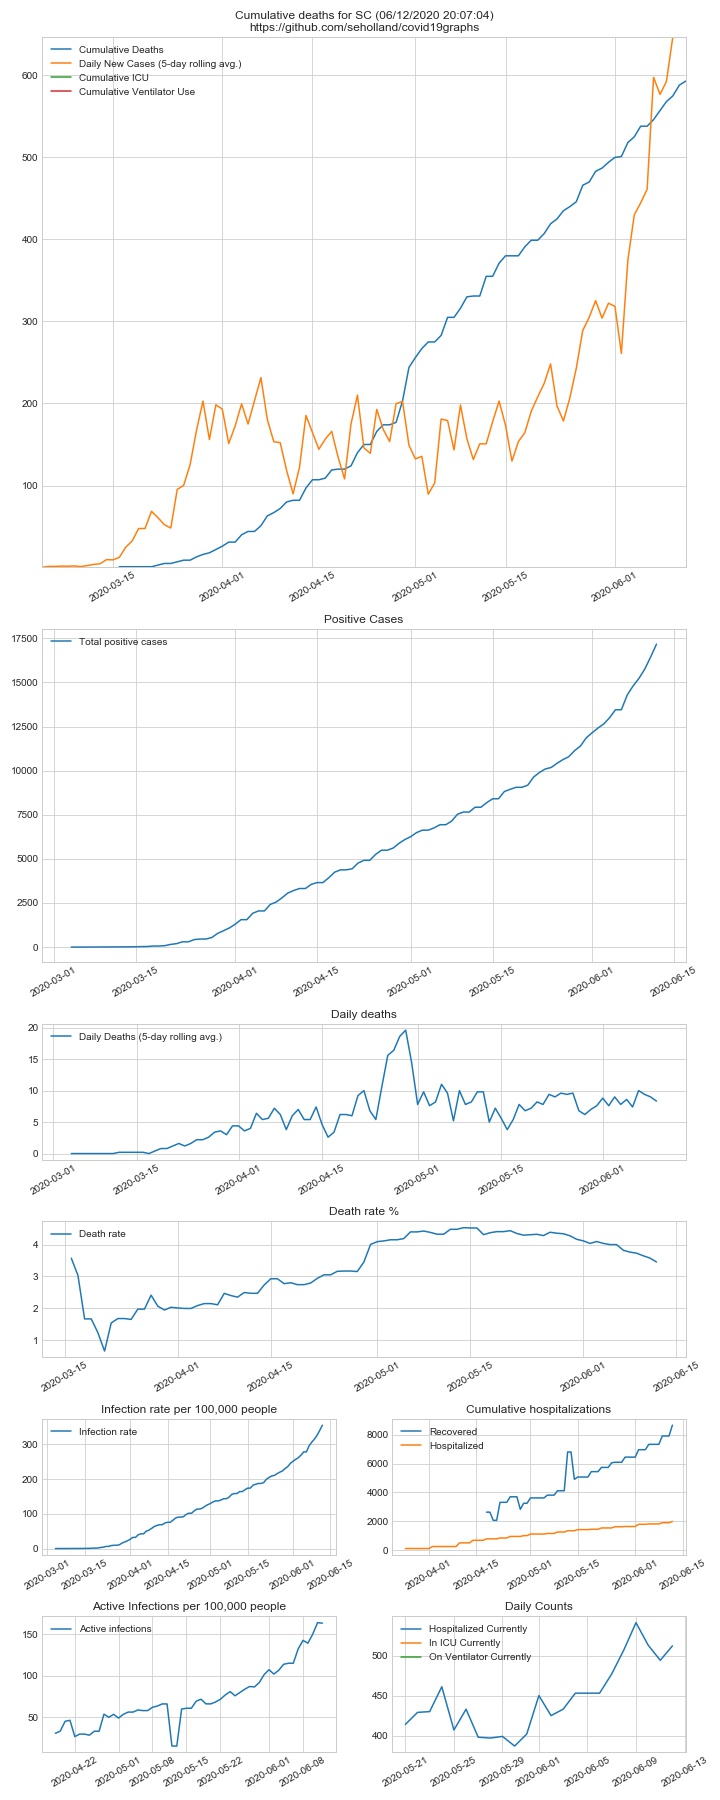 Cumulative deaths for SC (06/12/2020 20:07:04)
https://github.com/seholland/covid19graphs
Cumulative Deaths
Daily New Cases (5-day rolling avg.)
Cumulative ICU
Cumulative Ventilator Use
600
500
400
300
200
100
2020-03-15 2020-04-01 2020-04-15 2020-05-01 2020-05-15 2020-06-01
Positive Cases
Total positive cases
17500
15000
12500
10000
7500
5000
2500
0
2020-03-01 2020-03-15 2020-04-01 2020-04-15 2020-05-01 2020-05-15 2020-06-01 2020-06-15
Daily deaths
Daily Deaths (5-day rolling avg.)
20
15
10
5
0
2020-03-01 2020-03-15 2020-04-01 2020-04-15 2020-05-01 2020-05-15 2020-06-01
Death rate %
Death rate
4
3
2
1
2020-03-15 2020-04-01 2020-04-15 2020-05-01 2020-05-15 2020-06-01 2020-06-15
Infection rate per 100,000 people
Infection rate
300
200
100
0
2020-03-01 2020-03-15 2020-04-01 2020-04-15 2020-05-01 2020-05-15 2020-06-01 2020-06-15
Cumulative hospitalizations
Recovered
Hospitalized
8000
6000
4000
2000
0
2020-04-01 2020-04-15 2020-05-01 2020-05-15 2020-06-01 2020-06-15
Active Infections per 100,000 people
Active infections
150
100
50
2020-04-22 2020-05-01 2020-05-08 2020-05-15 2020-05-22 2020-06-01 2020-06-08
Daily Counts
Hospitalized Currently
In ICU Currently
On Ventilator Currently
500
450
400
2020-05-21 2020-05-25 2020-05-29 2020-06-01 2020-06-05 2020-06-09 2020-06-13